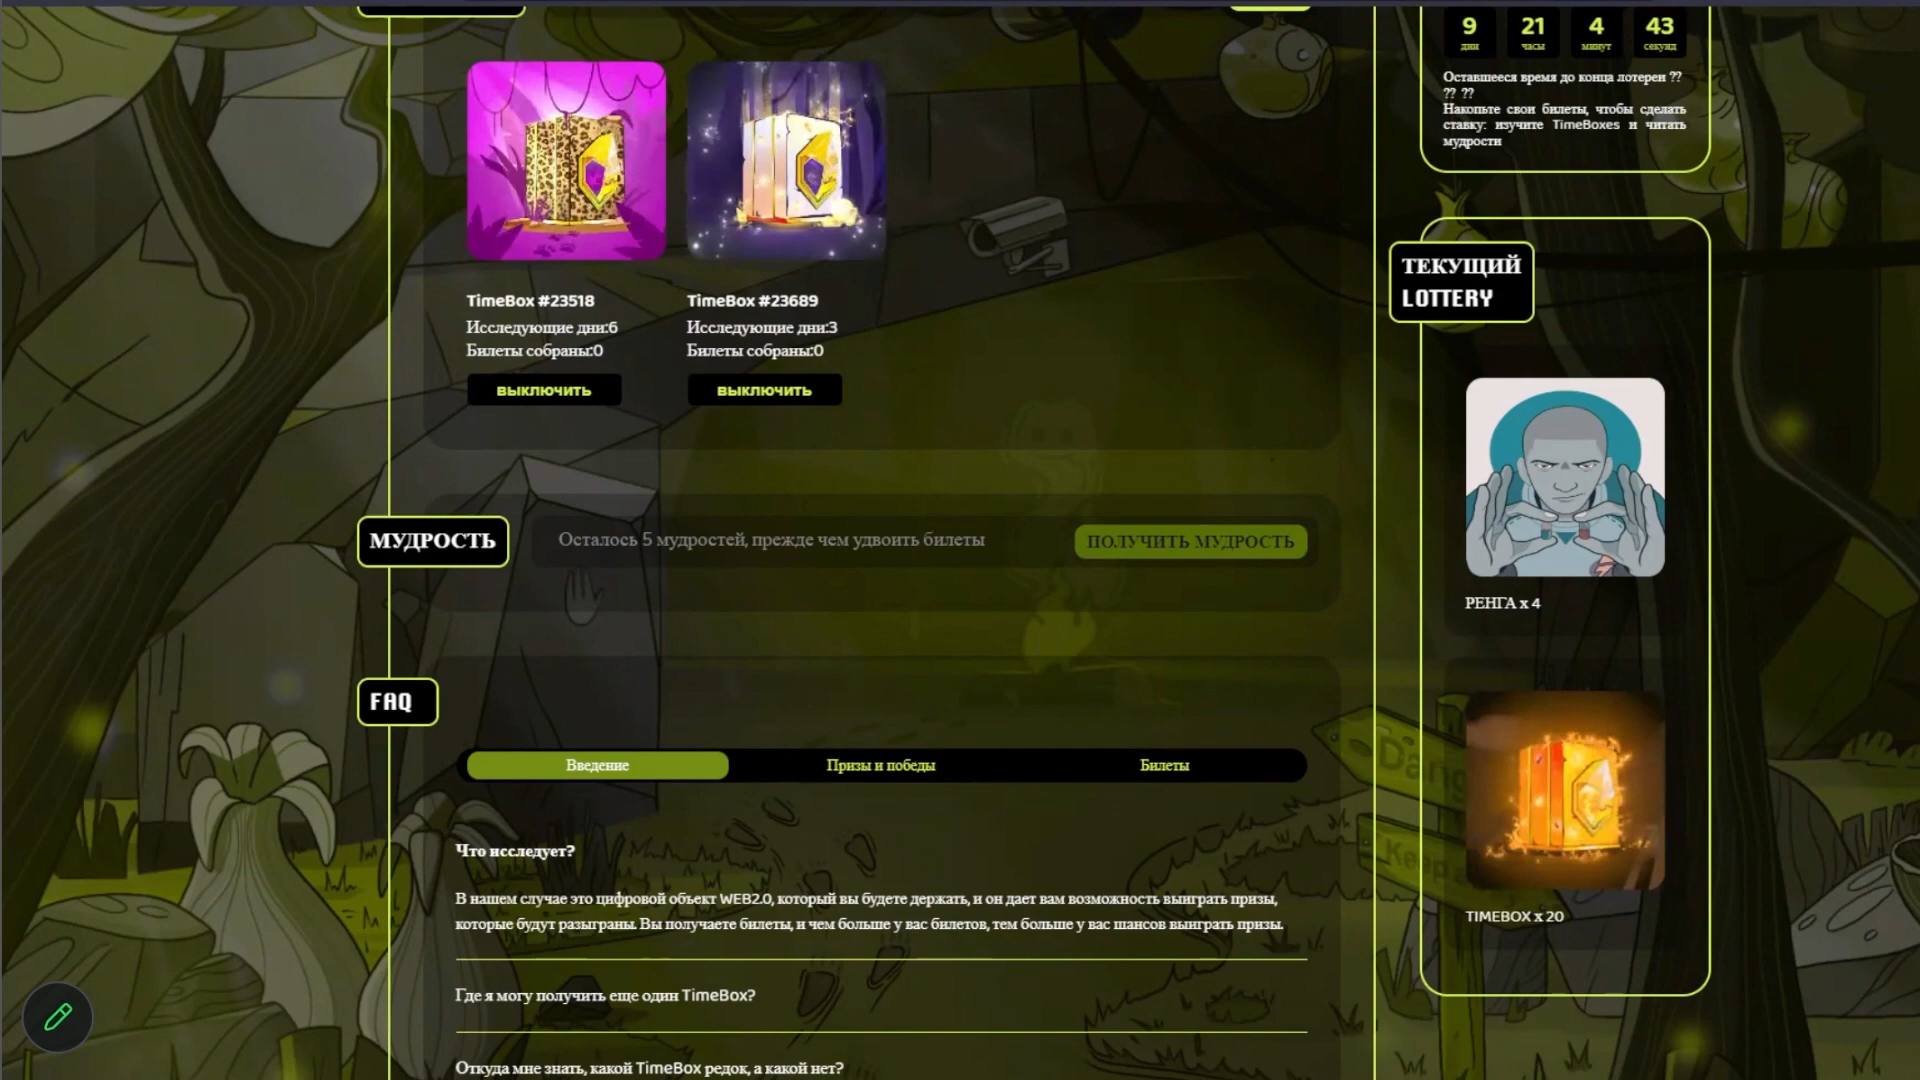 9 21 4 43
дни часы минут секунд
Оставшееся время до конца лотереи ??
?? ??
Накопьте свои билеты, чтобы сделать
ставку: изучите TimeBoxes и читать
мудрости
TimeBox #23518
Исследующие дни:6
Билеты собраны:0
ВЫКЛЮЧИТЬ
TimeBox #23689
Исследующие дни:3
Билеты собраны:0
ВЫКЛЮЧИТЬ
ТЕКУЩИЙ
LOTTERY
РЕНГА x 4
TIMEBOX x 20
МУДРОСТЬ
Осталось 5 мудростей, прежде чем удвоить билеты
ПОЛУЧИТЬ МУДРОСТЬ
FAQ
Введение
Призы и победы
Билеты
Что исследует?
В нашем случае это цифровой объект WEB2.0, который вы будете держать, и он дает вам возможность выиграть призы,
которые будут разыграны. Вы получаете билеты, и чем больше у вас билетов, тем больше у вас шансов выиграть призы.
Где я могу получить еще один TimeBox?
Откуда мне знать, какой TimeBox редок, а какой нет?
Dang
Keep